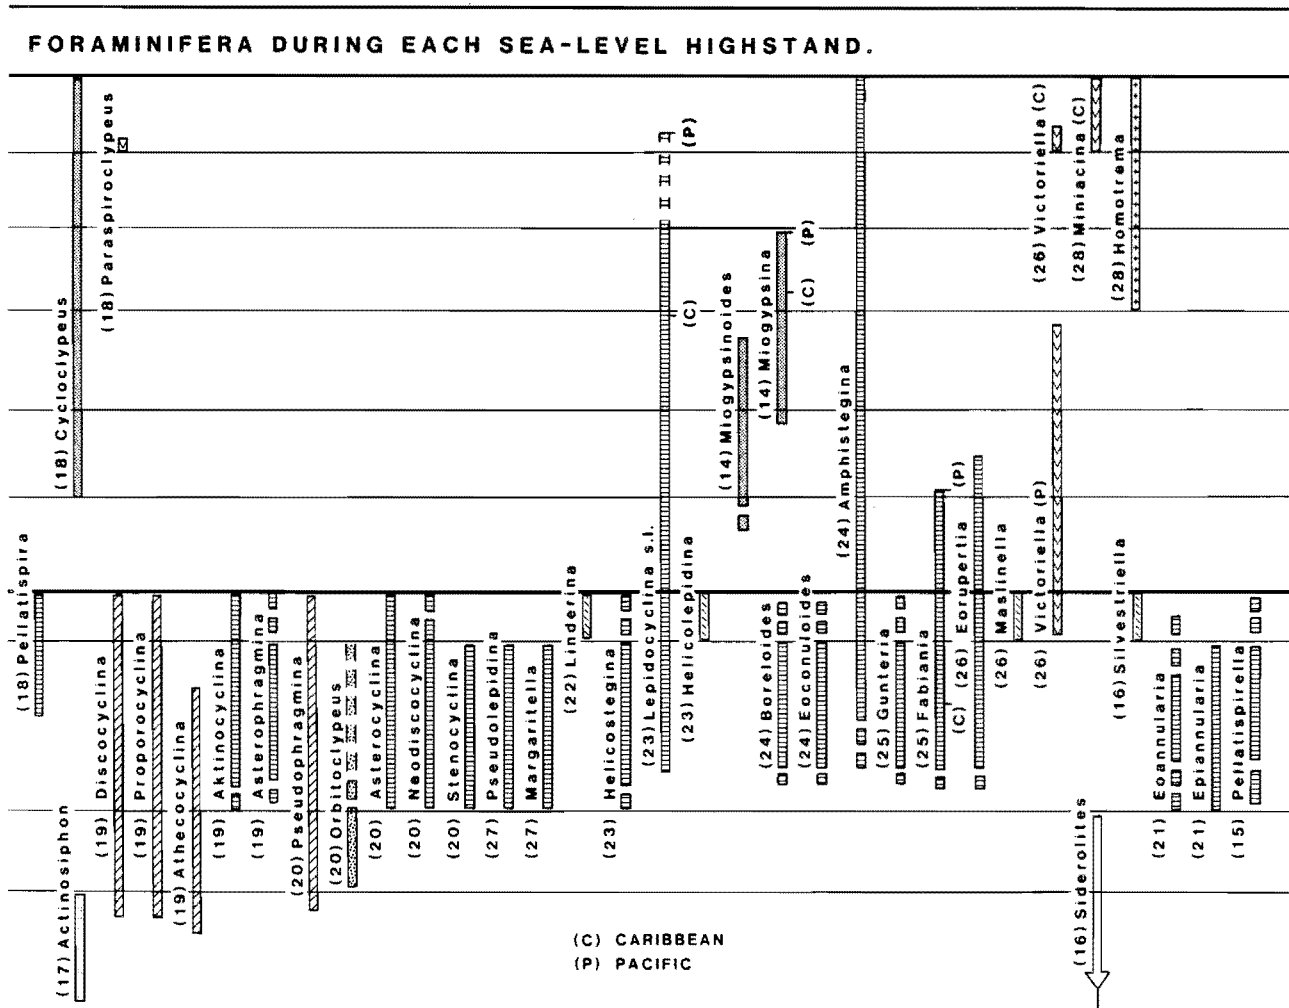 FORAMINIFERA DURING EACH SEA-LEVEL HIGHSTAND.
(18) Cycloclypeus
(18) Paraspiroclypeus
(P)
(C)
(14) Miogypsinoides
(14) Miogypsina
(P)
(C)
(24) Amphistegina
(26) Victoriella (C)
(28) Miniacina (C)
(28) Homotrema
(18) Pellatispira
(17) Actinosiphon
(19) Discocyclina
(19) Proporocyclina
(19) Athecocyclina
(19) Aktinocyclina
(19) Asterophragmina
(20) Pseudophragmina
(20) Orbitoclypeus
(20) Asterocyclina
(20) Neodiscocyclina
(20) Stenocyclina
(27) Pseudolepidina
(27) Margaritella
(22) Linderina
(23) Helicostegina
(23) Lepidocyclina s.l.
(23) Helicolepidina
(24) Boreloides
(24) Eoconuloides
(25) Gunteria
(25) Fabiania
(C)
(P)
(26) Eorupertia
(26) Maslinella
(26) Victoriella (P)
(16) Siderolites
(16) Silvestriella
(21) Eoannularia
(21) Epiannularia
(15) Pellatispirella
(C) CARIBBEAN
(P) PACIFIC